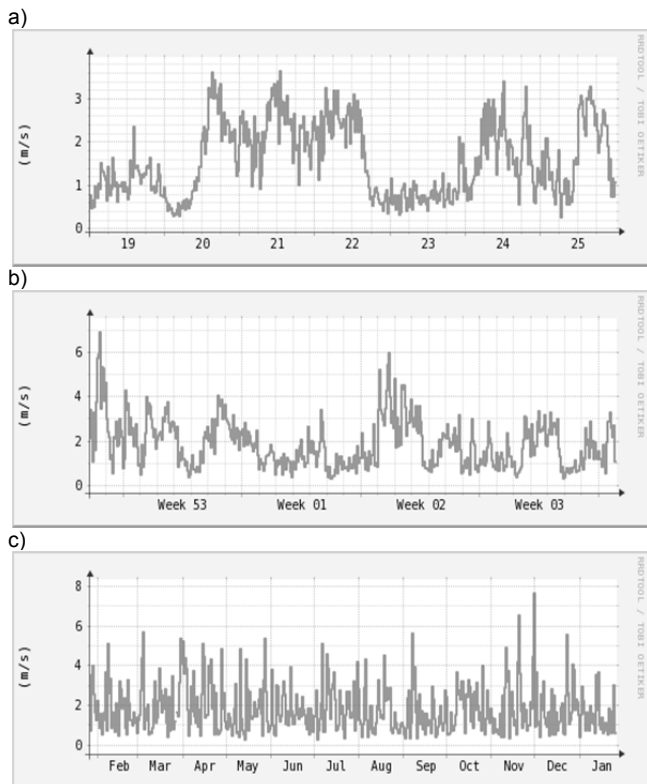 a)
3
2
1
0
(m/s)
19 20 21 22 23 24 25
RRDTOOL / TOBI OETIKER
b)
6
4
2
0
(m/s)
Week 53 Week 01 Week 02 Week 03
RRDTOOL / TOBI OETIKER
c)
8
6
4
2
0
(m/s)
Feb Mar Apr May Jun Jul Aug Sep Oct Nov Dec Jan
RRDTOOL / TOBI OETIKER